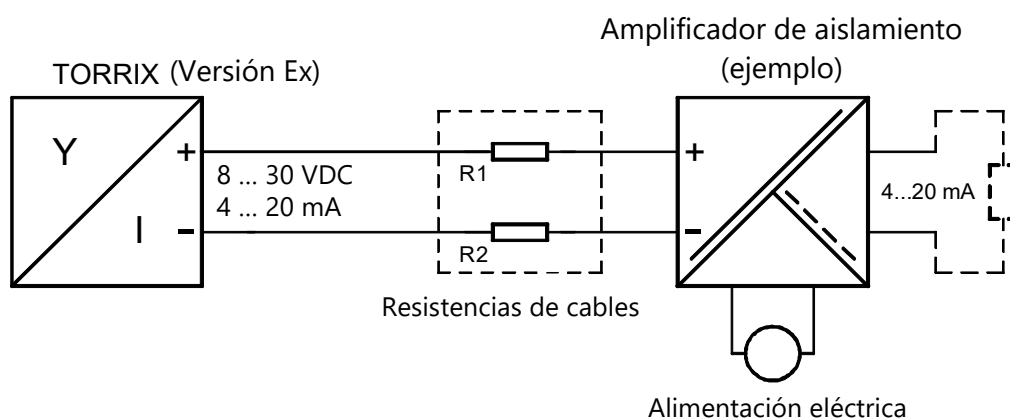 Amplificador de aislamiento
(ejemplo)
TORRIX (Versión Ex)
Y
I
+
−
8 ... 30 VDC
4 ... 20 mA
R1
R2
Resistencias de cables
+
−
4...20 mA
Alimentación eléctrica